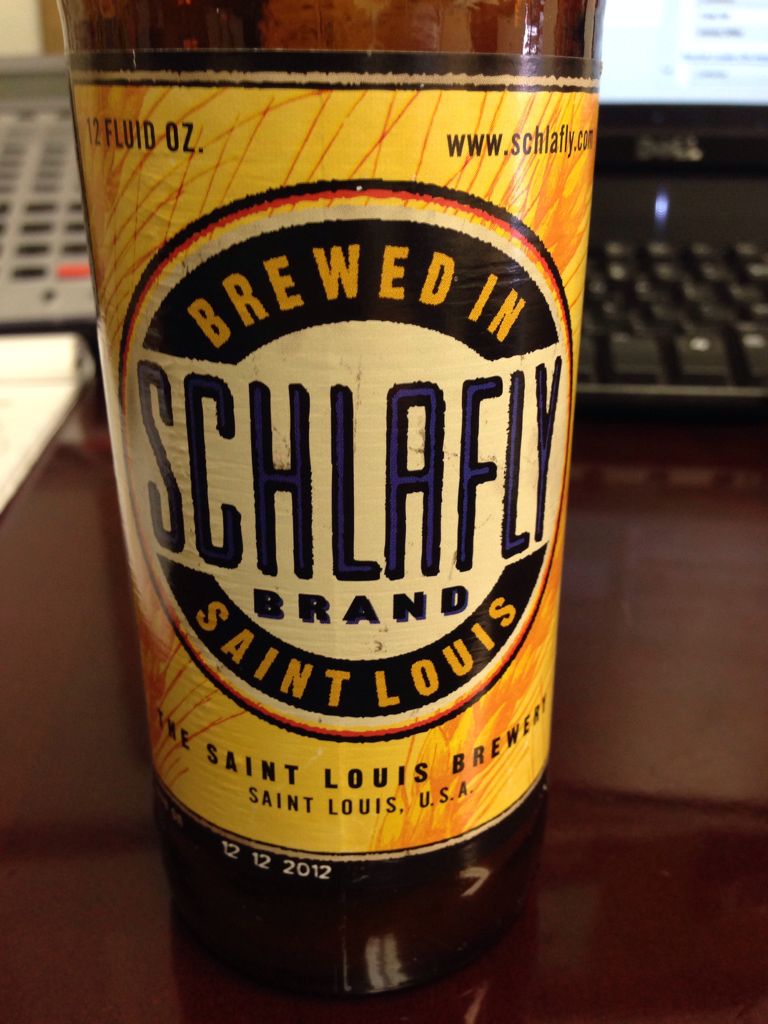 12 FLUID OZ.
www.schlafly.com
BREWED IN
SCHLAFLY
BRAND
SAINT LOUIS
THE SAINT LOUIS BREWERY
SAINT LOUIS, U.S.A.
12 12 2012
DELL